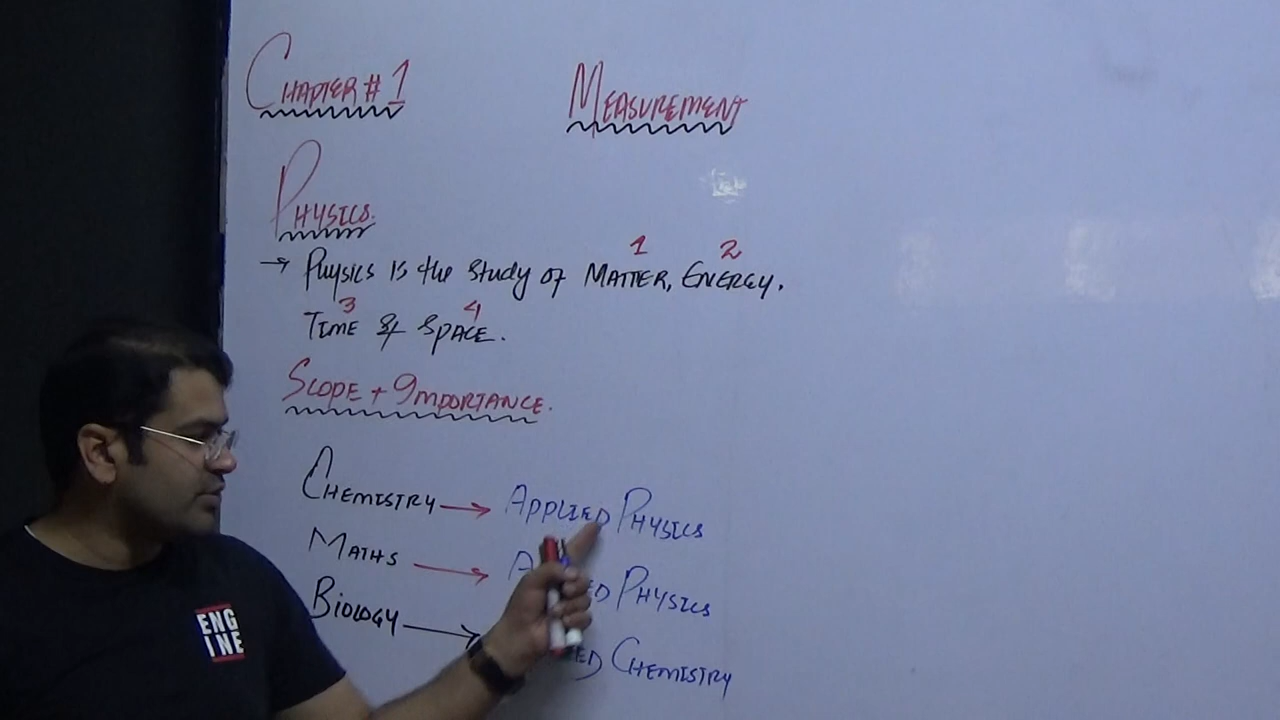 CHAPTER # 1
MEASUREMENT
PHYSICS.
1 2
→ PHYSICS IS the study of MATTER, ENERGY.
3 4
TIME & SPACE.
SCOPE + IMPORTANCE.
CHEMISTRY → APPLIED PHYSICS
MATHS → PHYSICS
BIOLOGY → CHEMISTRY
ENG
INE